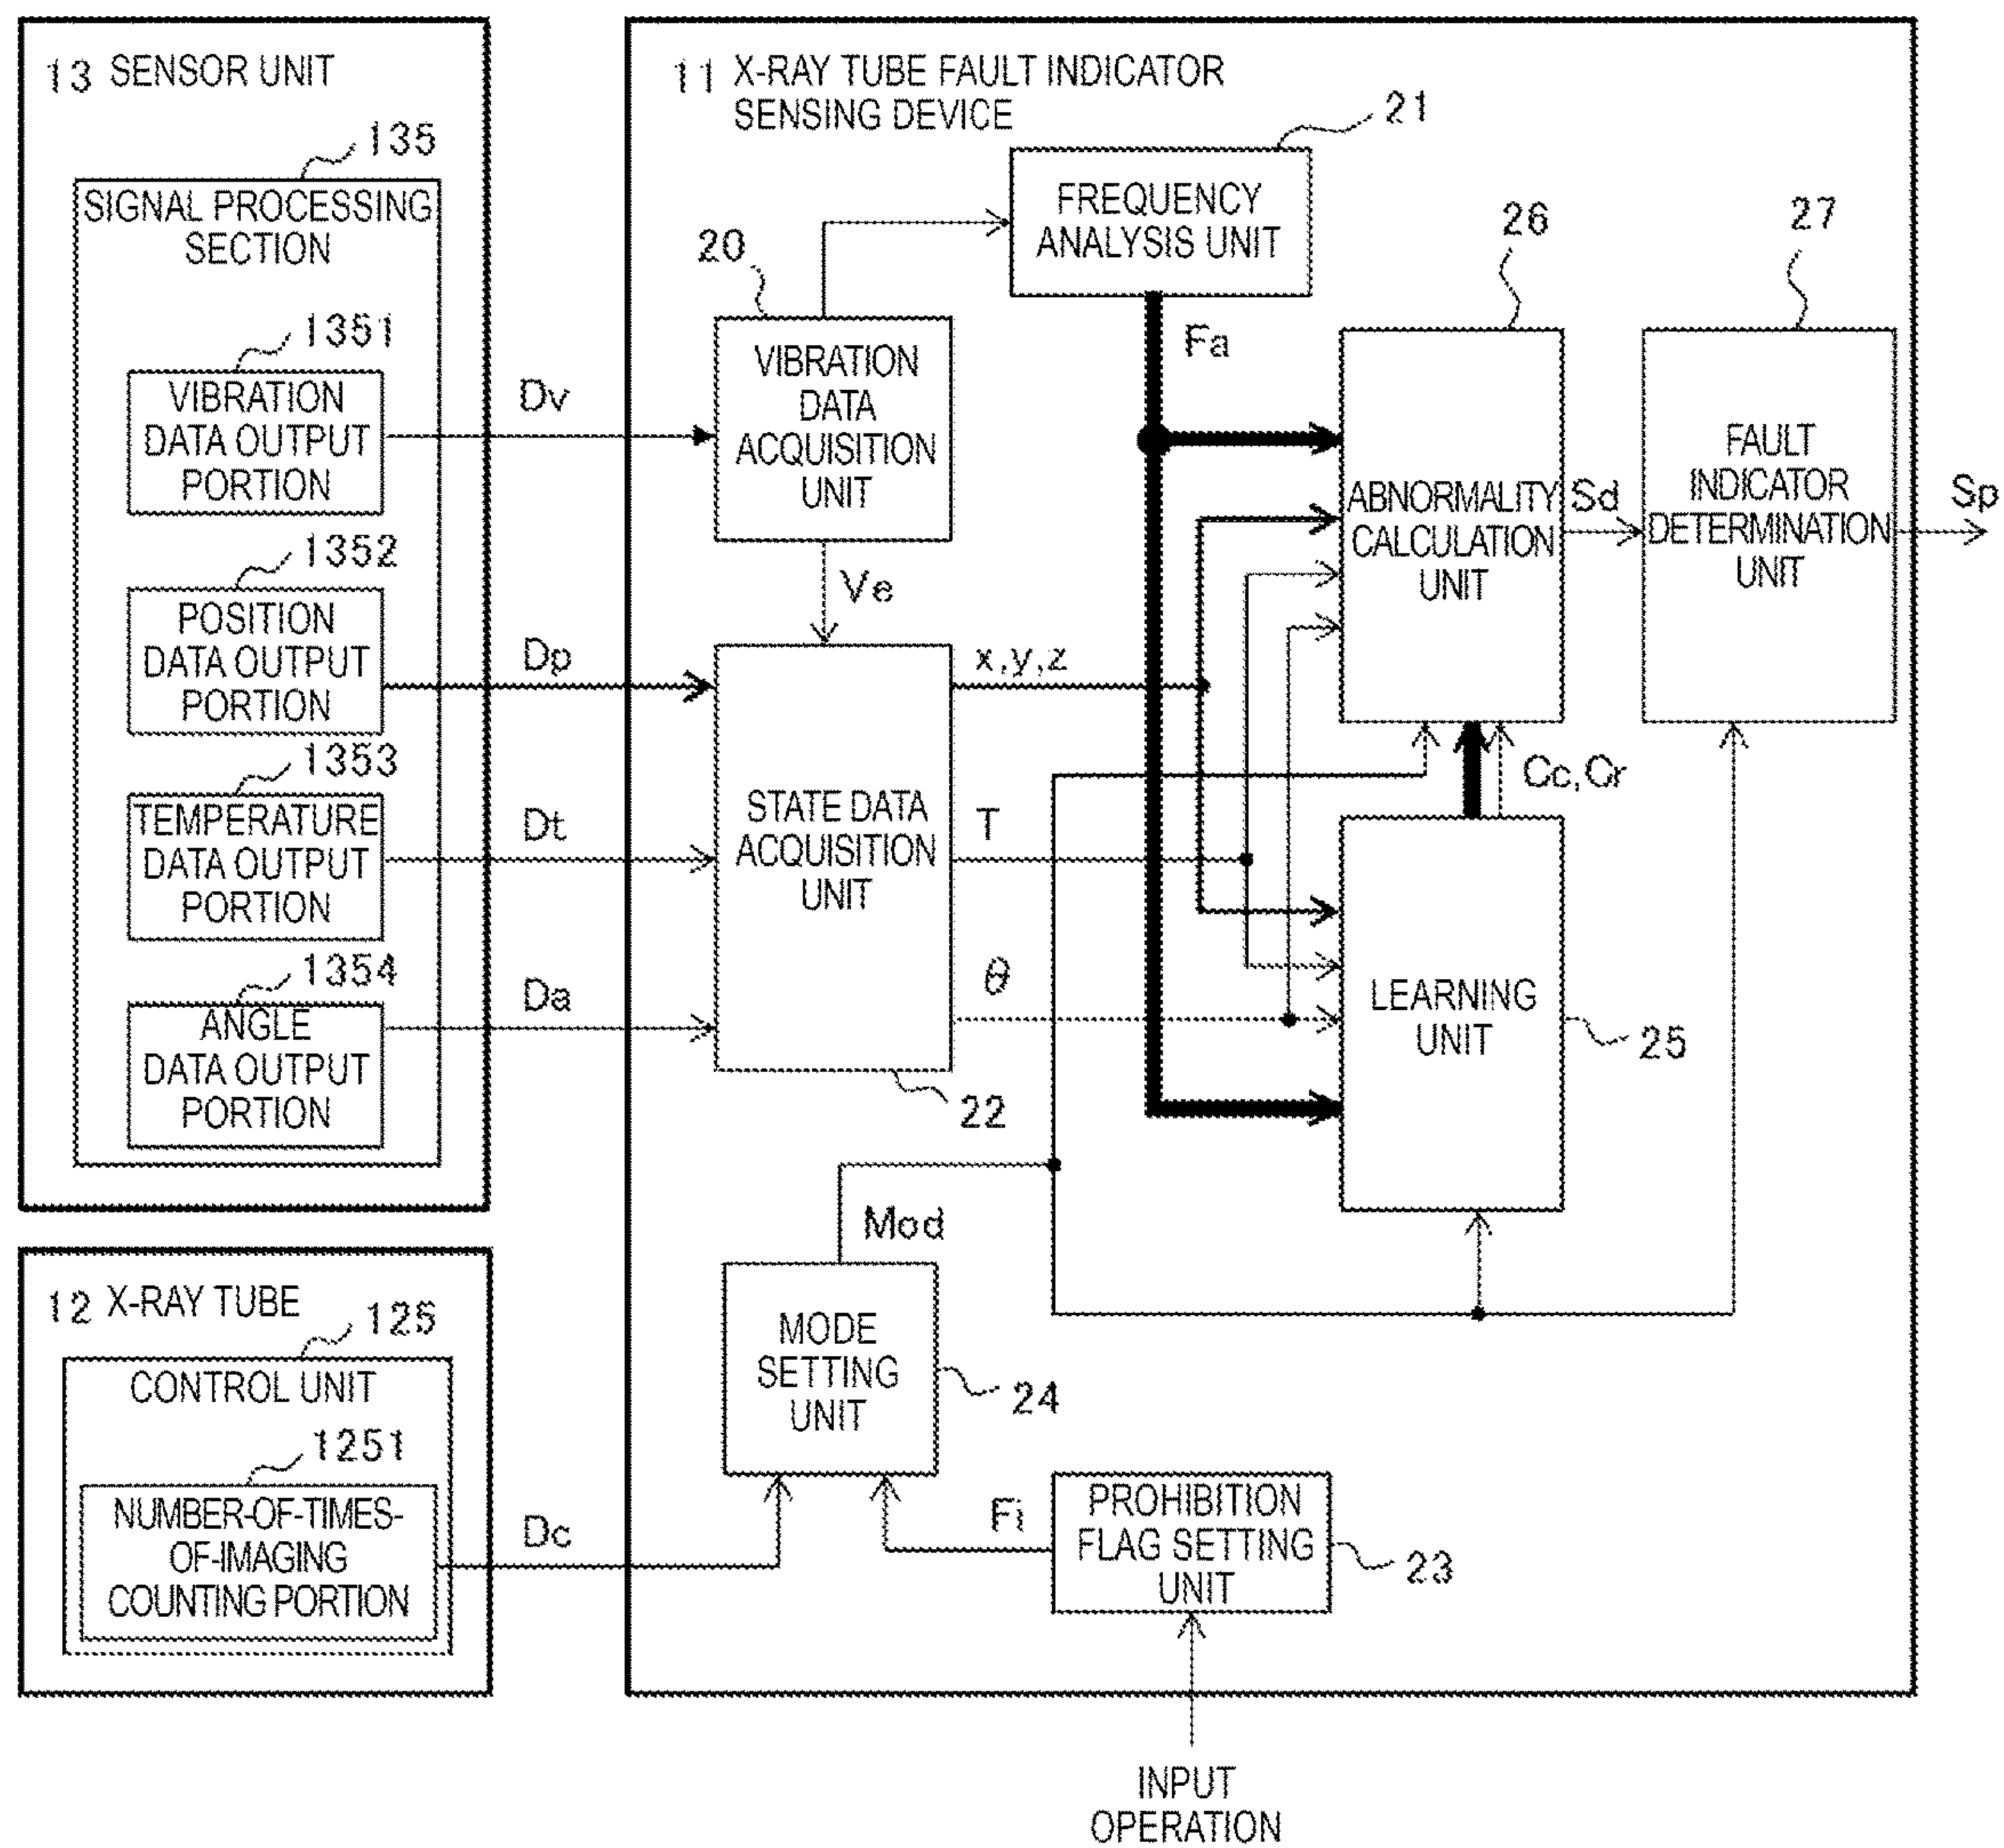 13 SENSOR UNIT
135
SIGNAL PROCESSING
SECTION
1351
VIBRATION
DATA OUTPUT
PORTION
1352
POSITION
DATA OUTPUT
PORTION
1353
TEMPERATURE
DATA OUTPUT
PORTION
1354
ANGLE
DATA OUTPUT
PORTION
Dv
Dp
Dt
Da
12 X-RAY TUBE
125
CONTROL UNIT
1251
NUMBER-OF-TIMES-
OF-IMAGING
COUNTING PORTION
Dc
11 X-RAY TUBE FAULT INDICATOR
SENSING DEVICE
21
FREQUENCY
ANALYSIS UNIT
20
VIBRATION
DATA
ACQUISITION
UNIT
Ve
Fa
STATE DATA
ACQUISITION
UNIT
22
x,y,z
T
θ
26
ABNORMALITY
CALCULATION
UNIT
Sd
27
FAULT
INDICATOR
DETERMINATION
UNIT
Sp
Cc,Cr
LEARNING
UNIT
25
Mod
MODE
SETTING
UNIT
24
Fi
PROHIBITION
FLAG SETTING
UNIT
23
INPUT
OPERATION